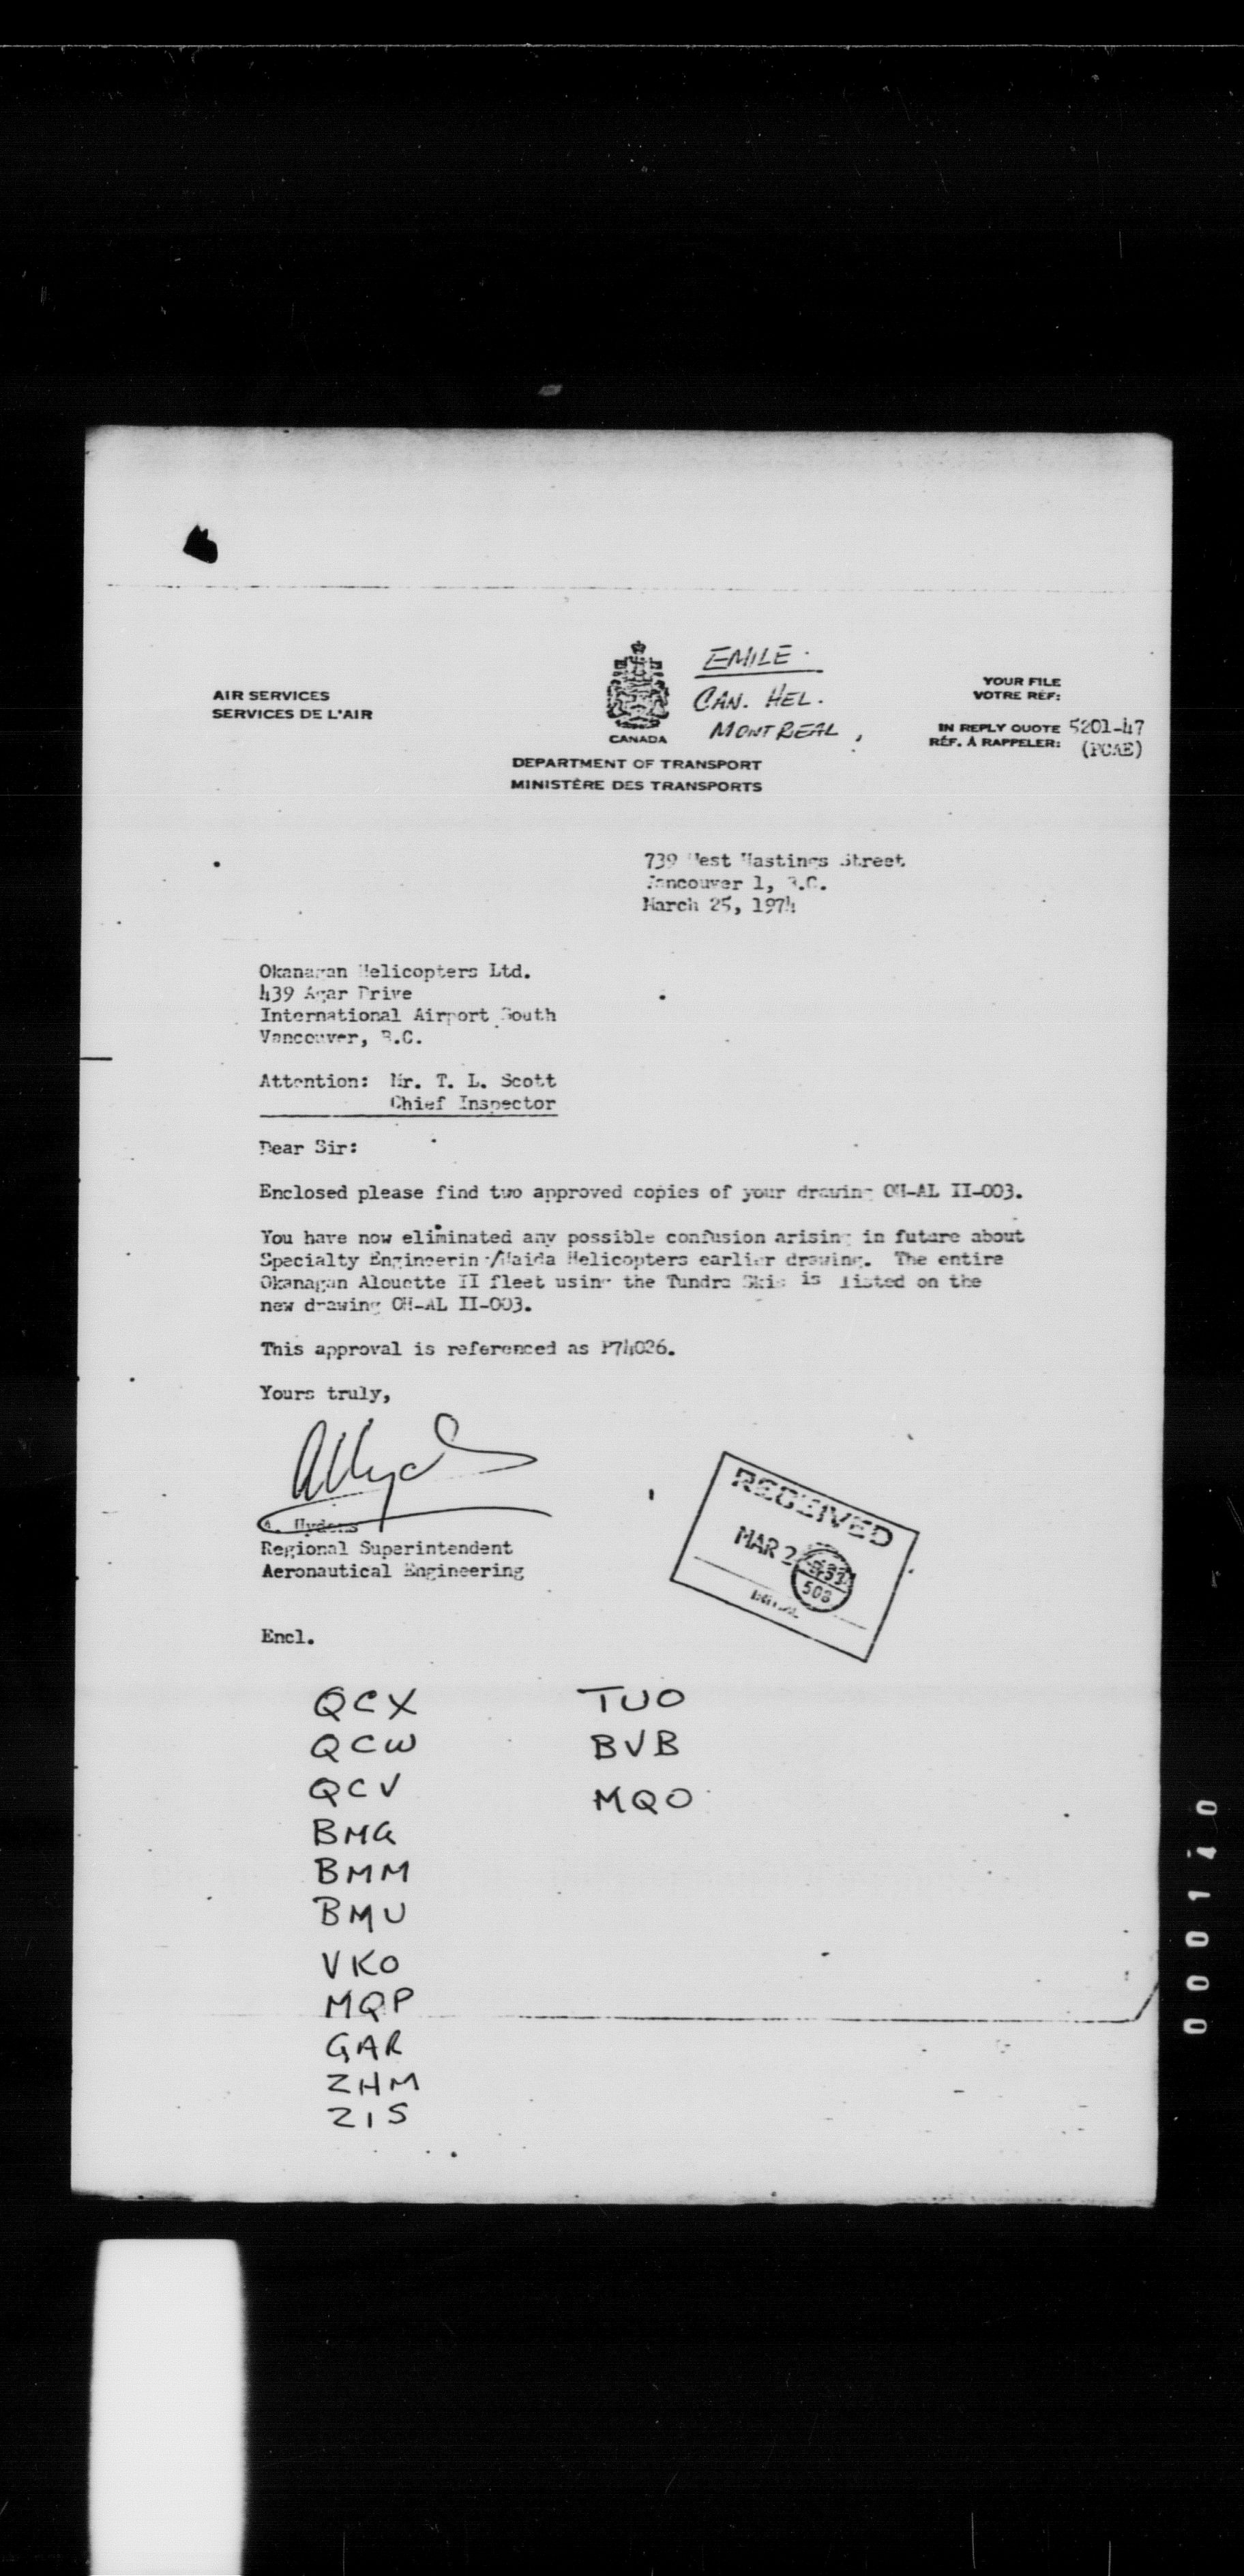 EMILE.
CAN. HEL.
MONTREAL,
AIR SERVICES
SERVICES DE L'AIR
CANADA
DEPARTMENT OF TRANSPORT
MINISTÈRE DES TRANSPORTS
YOUR FILE
VOTRE RÉF:
IN REPLY QUOTE 5201-47
RÉF. À RAPPELER: (PCAE)
739 West Hastings Street
Vancouver 1, B.C.
March 25, 1974
Okanagan Helicopters Ltd.
439 Agar Drive
International Airport South
Vancouver, B.C.
Attention: Mr. T. L. Scott
Chief Inspector
Dear Sir:
Enclosed please find two approved copies of your drawing OH-AL II-003.
You have now eliminated any possible confusion arising in future about
Specialty Engineering/Haida Helicopters earlier drawing. The entire
Okanagan Alouette II fleet using the Tundra Skis is listed on the
new drawing OH-AL II-003.
This approval is referenced as P74026.
Yours truly,
A. Hydens
Regional Superintendent
Aeronautical Engineering
RECEIVED
MAR 2
508
INITIAL
Encl.
QCX
QCW
QCV
BMG
BMM
BMU
VKO
MQP
GAR
ZHM
ZIS
TUO
BVB
MQO
000140